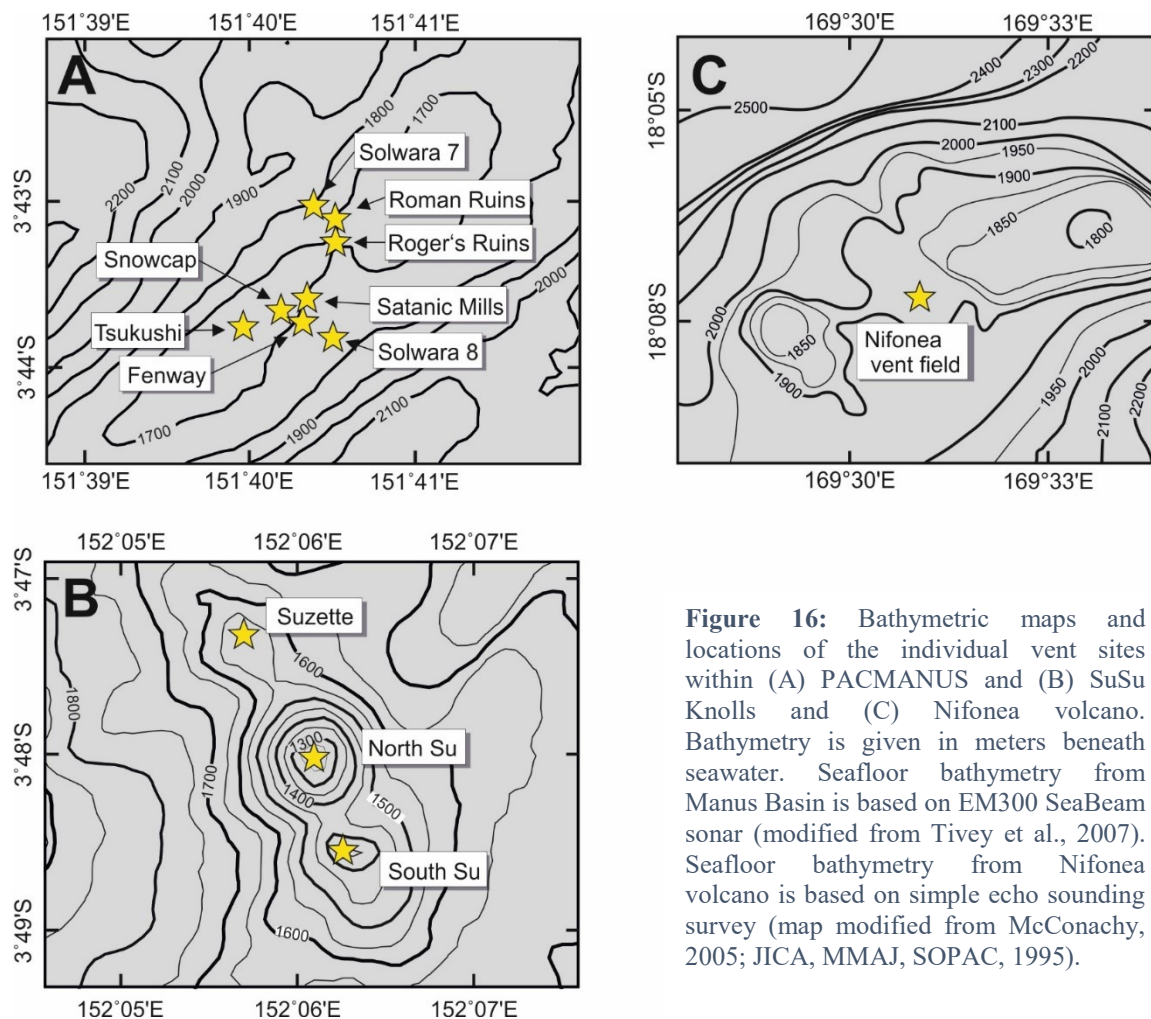 151˚39'E 151˚40'E 151˚41'E
A
3˚43'S
3˚44'S
2200
2100
2000
1900
1800
1700
Solwara 7
Roman Ruins
Roger's Ruins
Snowcap
Satanic Mills
Tsukushi
Fenway
Solwara 8
2000
1700
1900
2100
151˚39'E 151˚40'E 151˚41'E
169˚30'E 169˚33'E
C
18˚05'S
18˚08'S
2500
2400
2300
2200
2100
2000
1950
1900
1850
1800
2000
1850
1900
Nifonea
vent field
1950
2000
2100
2200
169˚30'E 169˚33'E
152˚05'E 152˚06'E 152˚07'E
B
3˚47'S
3˚48'S
3˚49'S
Suzette
1600
1800
1700
1300
North Su
1400
1500
South Su
1600
152˚05'E 152˚06'E 152˚07'E
Figure 16: Bathymetric maps and
locations of the individual vent sites
within (A) PACMANUS and (B) SuSu
Knolls and (C) Nifonea volcano.
Bathymetry is given in meters beneath
seawater. Seafloor bathymetry from
Manus Basin is based on EM300 SeaBeam
sonar (modified from Tivey et al., 2007).
Seafloor bathymetry from Nifonea
volcano is based on simple echo sounding
survey (map modified from McConachy,
2005; JICA, MMAJ, SOPAC, 1995).